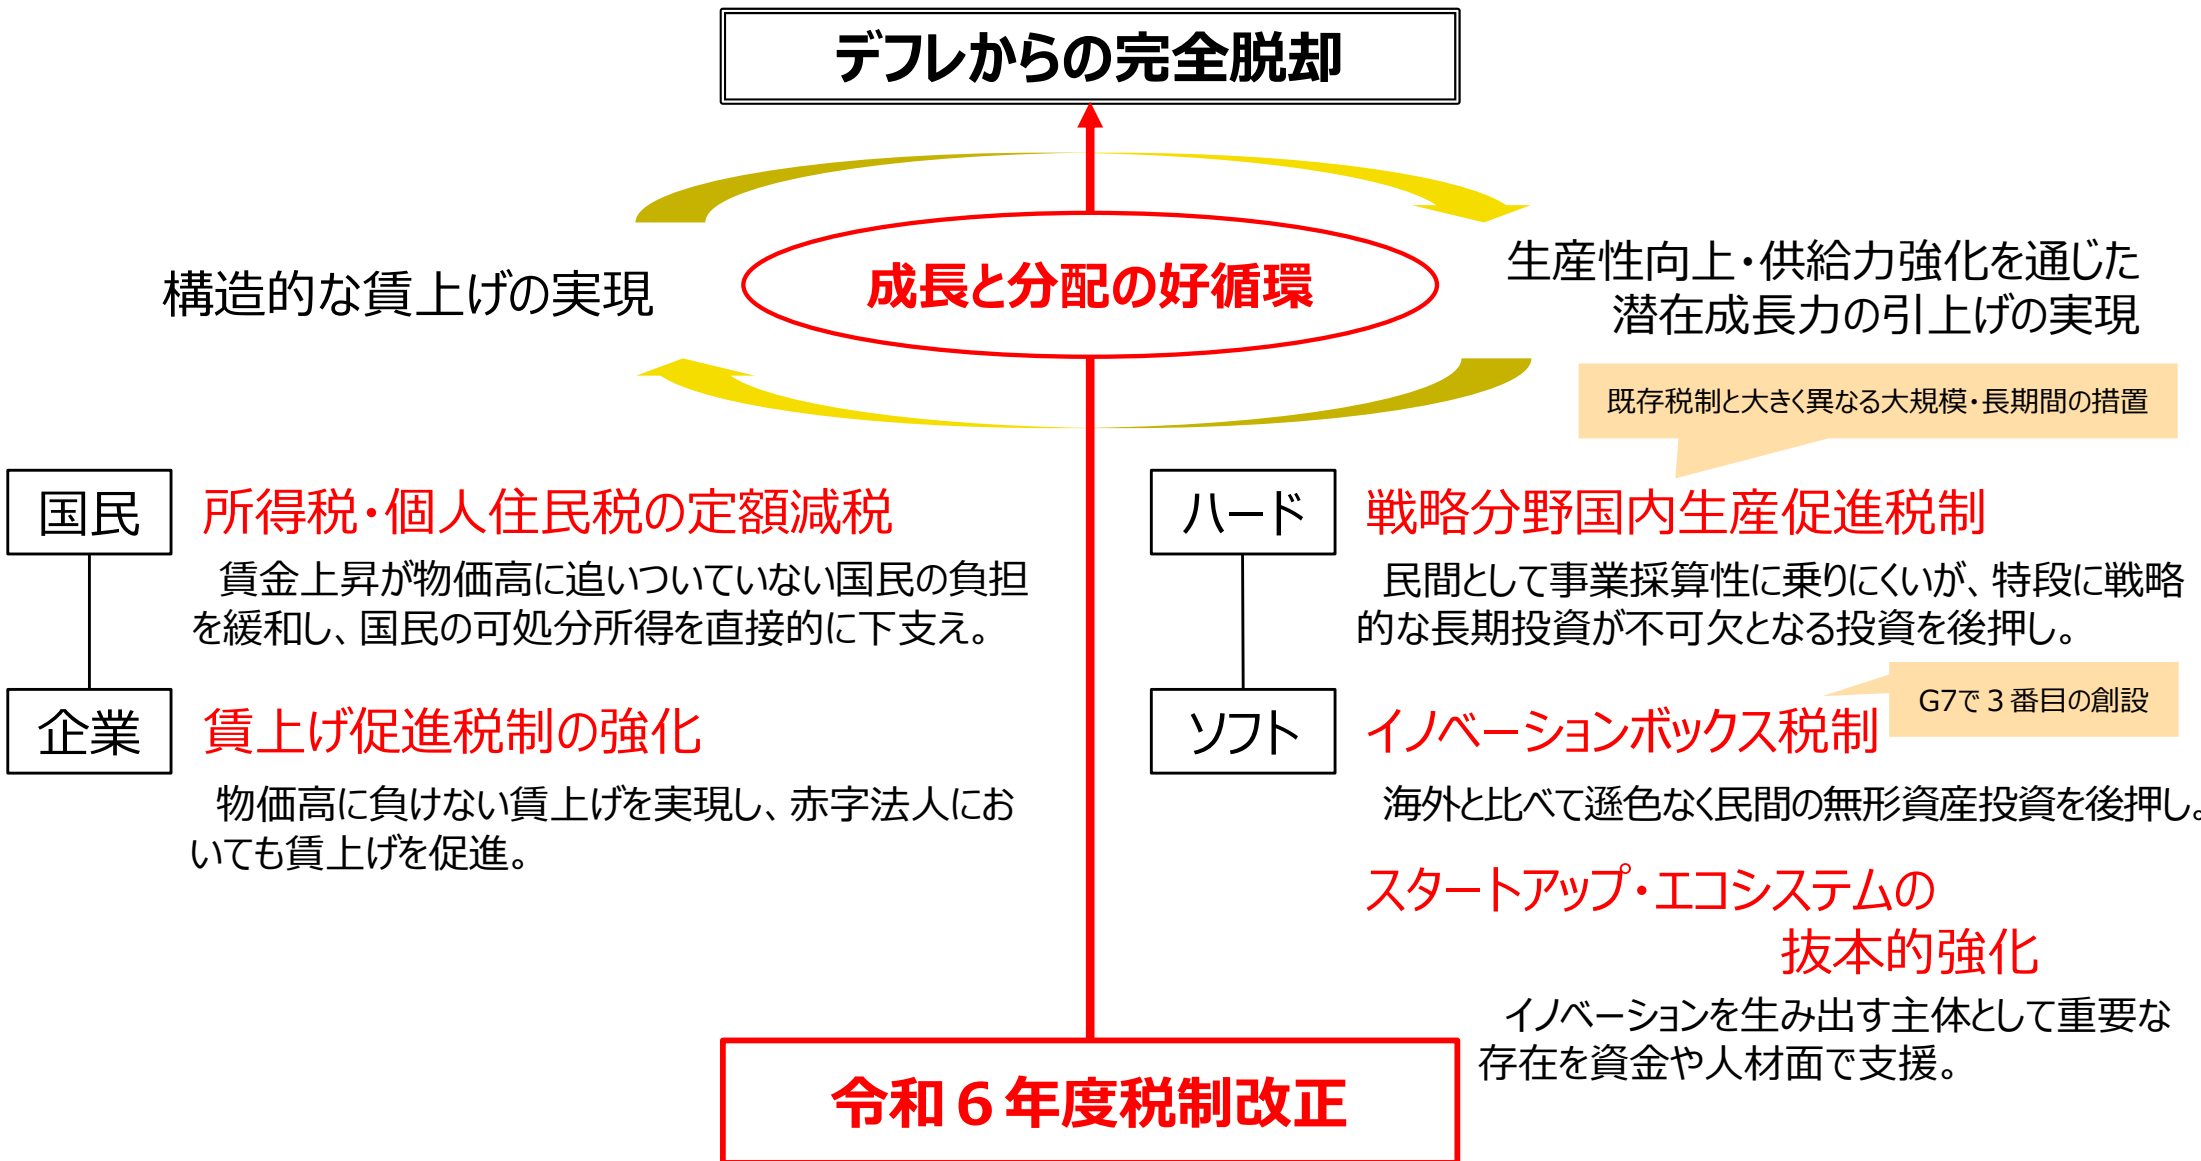 デフレからの完全脱却
成長と分配の好循環
構造的な賃上げの実現
生産性向上・供給力強化を通じた
潜在成長力の引上げの実現
既存税制と大きく異なる大規模・長期間の措置
国民
所得税・個人住民税の定額減税
賃金上昇が物価高に追いついていない国民の負担
を緩和し、国民の可処分所得を直接的に下支え。
企業
賃上げ促進税制の強化
物価高に負けない賃上げを実現し、赤字法人にお
いても賃上げを促進。
ハード
戦略分野国内生産促進税制
民間として事業採算性に乗りにくいが、特段に戦略
的な長期投資が不可欠となる投資を後押し。
G7で３番目の創設
ソフト
イノベーションボックス税制
海外と比べて遜色なく民間の無形資産投資を後押し。
スタートアップ・エコシステムの
抜本的強化
イノベーションを生み出す主体として重要な
存在を資金や人材面で支援。
令和６年度税制改正